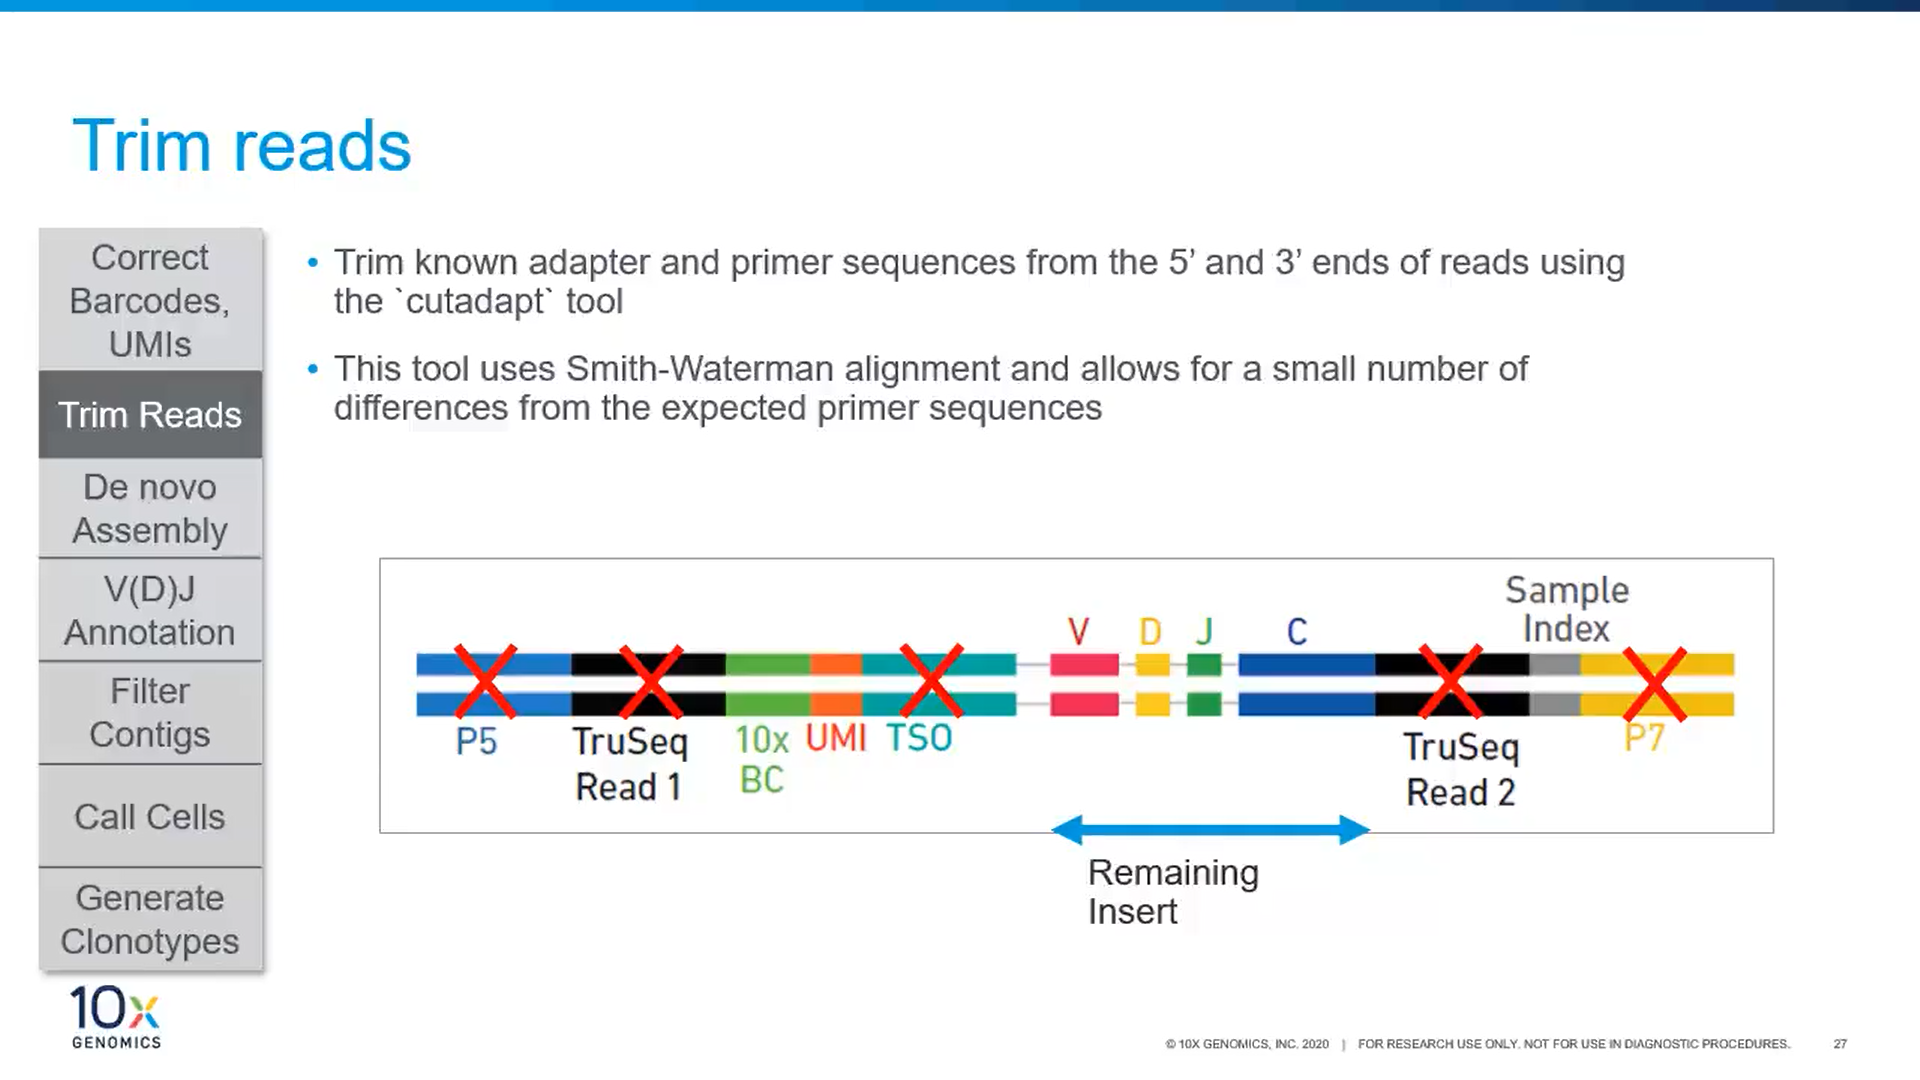 Trim reads
Correct
Barcodes,
UMIs
Trim Reads
De novo
Assembly
V(D)J
Annotation
Filter
Contigs
Call Cells
Generate
Clonotypes
• Trim known adapter and primer sequences from the 5’ and 3’ ends of reads using
the `cutadapt` tool
• This tool uses Smith-Waterman alignment and allows for a small number of
differences from the expected primer sequences
Sample
Index
V D J C
P5 TruSeq
Read 1
10x
BC
UMI TSO
TruSeq
Read 2
P7
Remaining
Insert
10x
GENOMICS
© 10X GENOMICS, INC. 2020 | FOR RESEARCH USE ONLY. NOT FOR USE IN DIAGNOSTIC PROCEDURES. 27